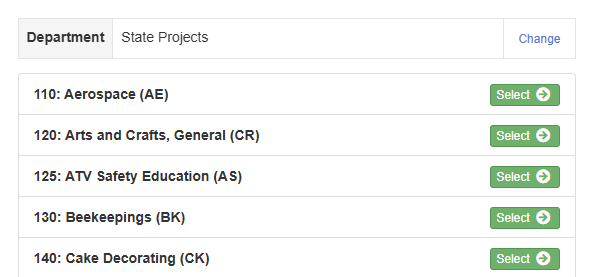 Department State Projects Change
110: Aerospace (AE) Select
120: Arts and Crafts, General (CR) Select
125: ATV Safety Education (AS) Select
130: Beekeepings (BK) Select
140: Cake Decorating (CK) Select